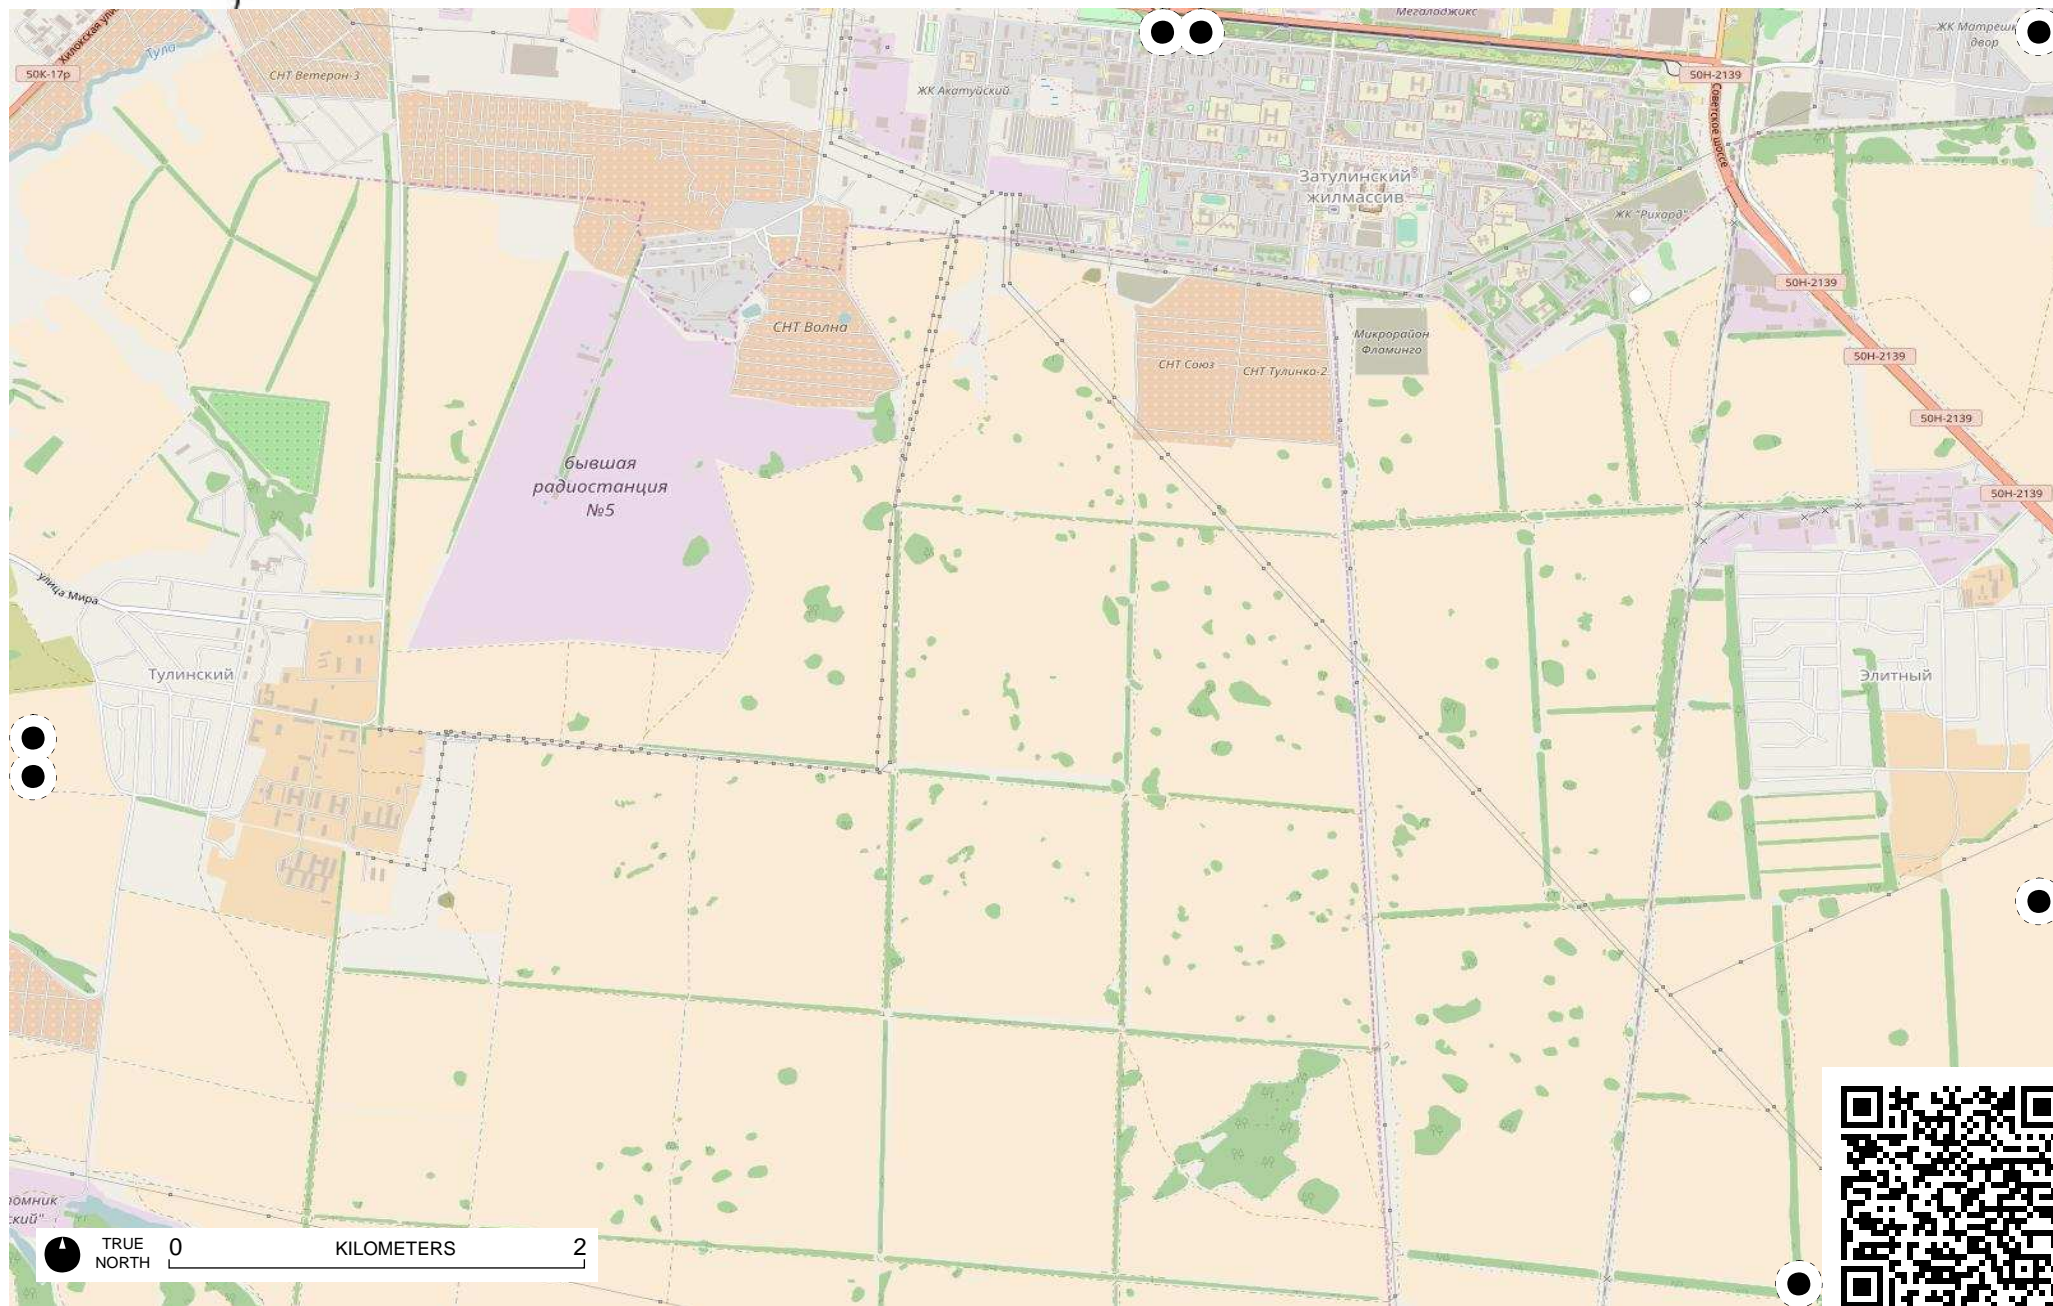 Хилокская
50К-17р
Тула
СНТ Ветеран-3
ЖК Акатуйский
Мегалоджикс
50Н-2139
ЖК Матрешкин
двор
Советское шоссе
Затулинский
жилмассив
ЖК "Рихард"
50Н-2139
СНТ Волна
СНТ Союз
СНТ Тулинка-2
Микрорайон
Фламинго
50Н-2139
50Н-2139
50Н-2139
бывшая
радиостанция
№5
улица Мира
Тулинский
Элитный
TRUE
NORTH
0 KILOMETERS 2